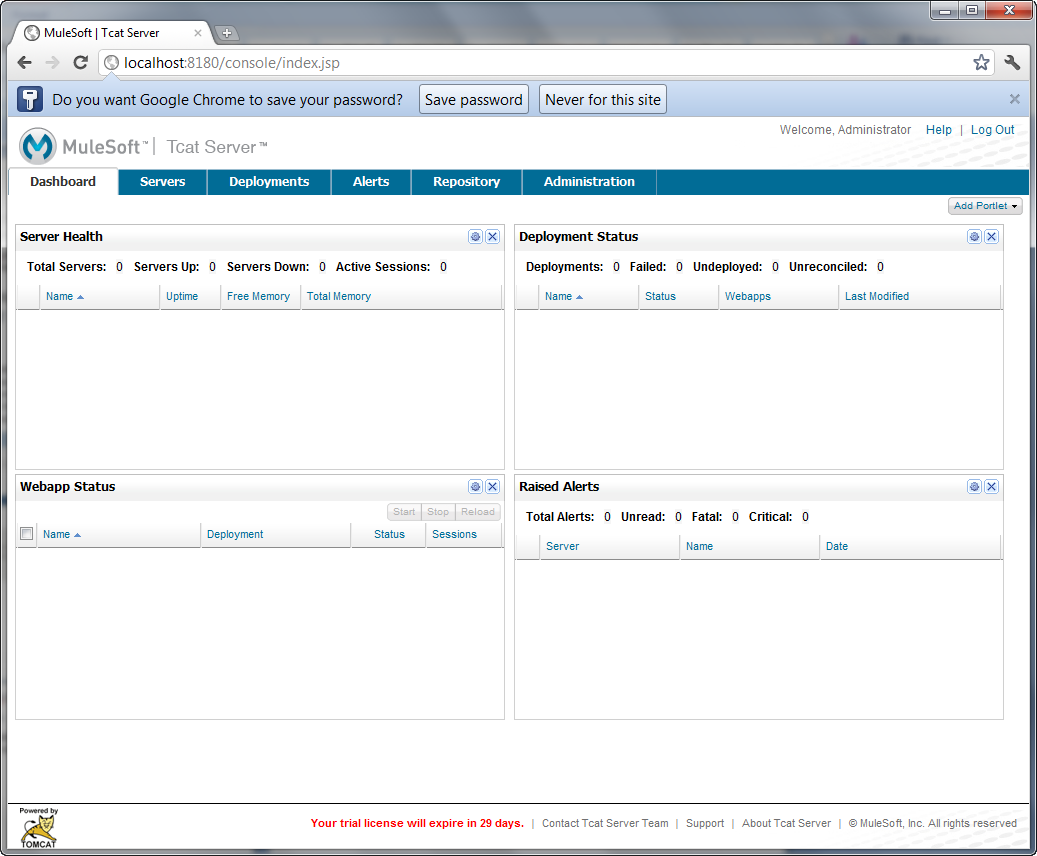 MuleSoft | Tcat Server
localhost:8180/console/index.jsp
Do you want Google Chrome to save your password? Save password Never for this site
Welcome, Administrator Help | Log Out
MuleSoft™ | Tcat Server™
Dashboard Servers Deployments Alerts Repository Administration
Add Portlet
Server Health
Total Servers: 0 Servers Up: 0 Servers Down: 0 Active Sessions: 0
Name Uptime Free Memory Total Memory
Deployment Status
Deployments: 0 Failed: 0 Undeployed: 0 Unreconciled: 0
Name Status Webapps Last Modified
Webapp Status
Start Stop Reload
Name Deployment Status Sessions
Raised Alerts
Total Alerts: 0 Unread: 0 Fatal: 0 Critical: 0
Server Name Date
Powered by
TOMCAT
Your trial license will expire in 29 days. | Contact Tcat Server Team | Support | About Tcat Server | © MuleSoft, Inc. All rights reserved